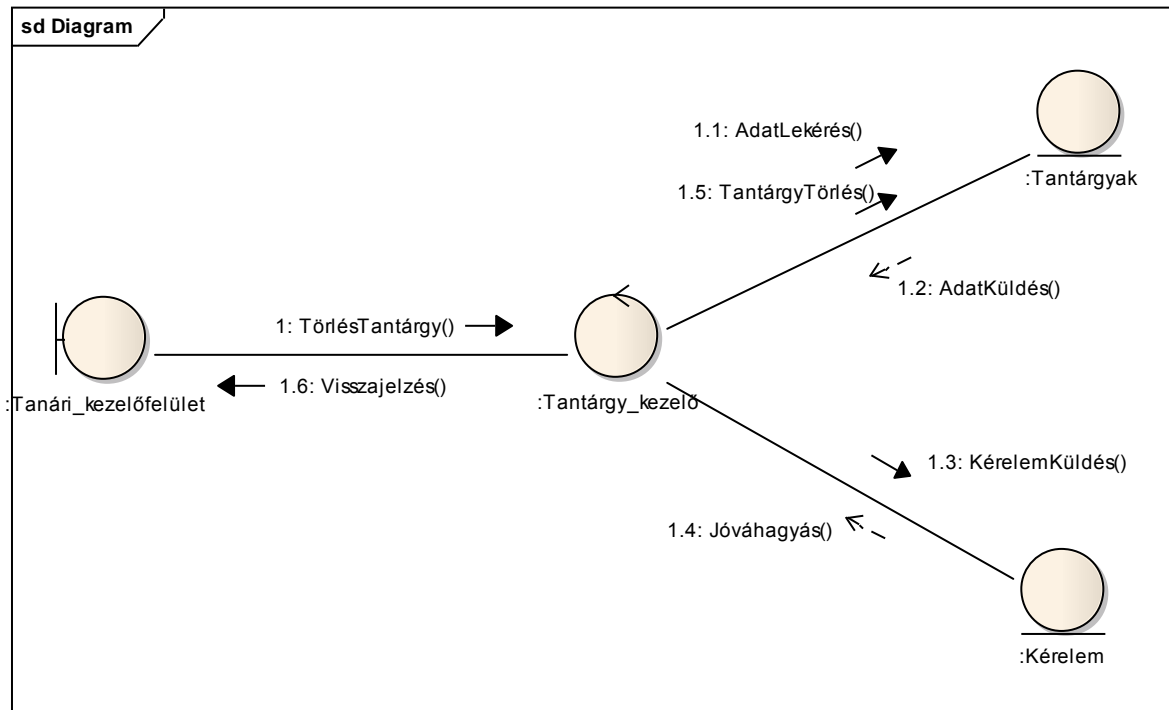 sd Diagram
1.1: AdatLekérés()
:Tantárgyak
1.5: TantárgyTörlés()
1.2: AdatKüldés()
1: TörlésTantárgy()
1.6: Visszajelzés()
:Tanári_kezelőfelület
:Tantárgy_kezelő
1.3: KérelemKüldés()
1.4: Jóváhagyás()
:Kérelem